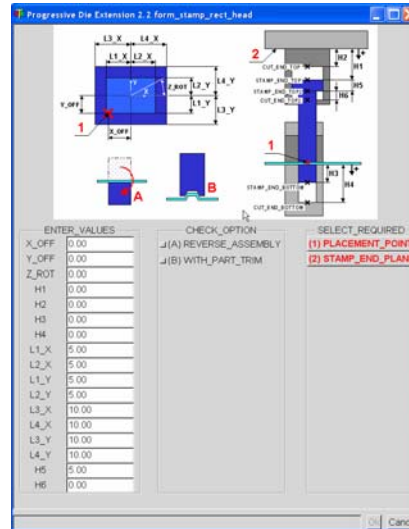 Progressive Die Extension 2.2 form_stamp_rect_head
L3_X L4_X
L1_X L2_X
Z_ROT
L2_Y L4_Y
L1_Y L3_Y
Y_OFF
1
X_OFF
A
B
2
CUT_END_TOP
STAMP_END_TOP
STAMP_END_TOP2
CUT_END_TOP2
H2
H1
H5
H6
1
H3
H4
STAMP_END_BOTTOM
CUT_END_BOTTOM
ENTER_VALUES
X_OFF 0.00
Y_OFF 0.00
Z_ROT 0.00
H1 0.00
H2 0.00
H3 0.00
H4 0.00
L1_X 5.00
L2_X 5.00
L1_Y 5.00
L2_Y 5.00
L3_X 10.00
L4_X 10.00
L3_Y 10.00
L4_Y 10.00
H5 5.00
H6 0.00
CHECK_OPTION
(A) REVERSE_ASSEMBLY
(B) WITH_PART_TRIM
SELECT_REQUIRED
(1) PLACEMENT_POINT
(2) STAMP_END_PLANE
Ok Canc